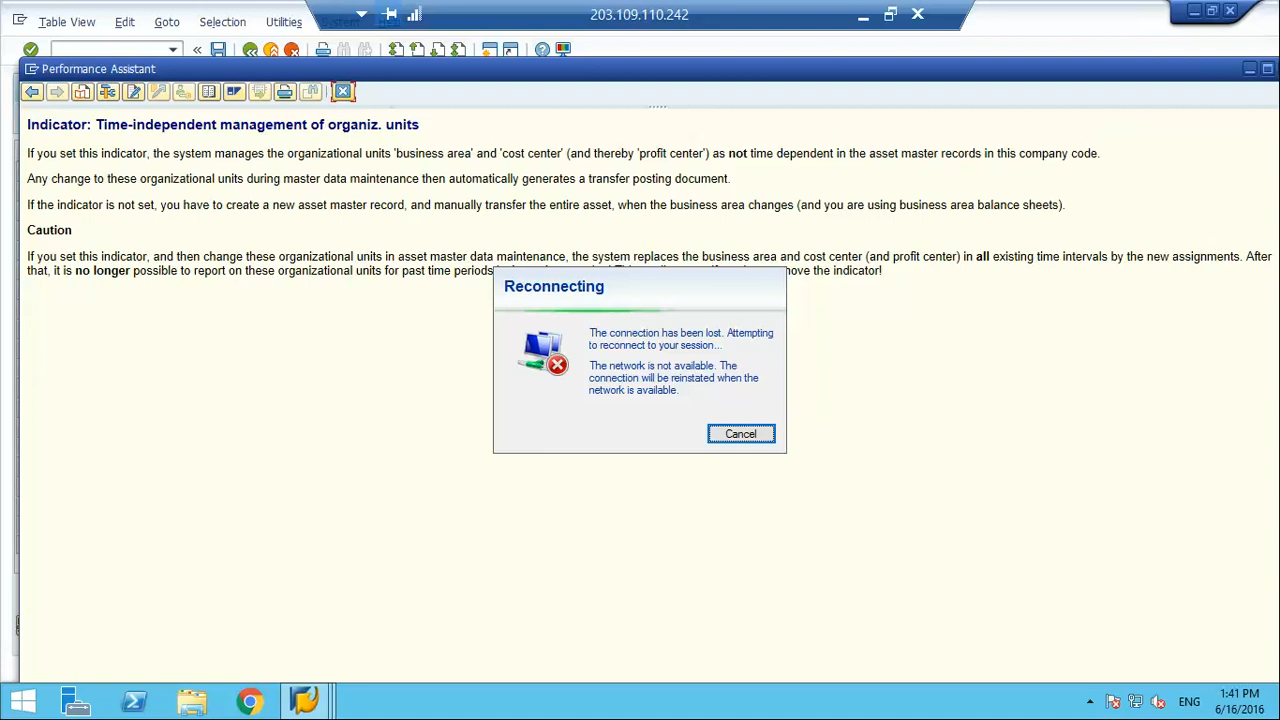 Table View Edit Goto Selection Utilities System Help
203.109.110.242
Performance Assistant
Indicator: Time-independent management of organiz. units
If you set this indicator, the system manages the organizational units 'business area' and 'cost center' (and thereby 'profit center') as not time dependent in the asset master records in this company code.
Any change to these organizational units during master data maintenance then automatically generates a transfer posting document.
If the indicator is not set, you have to create a new asset master record, and manually transfer the entire asset, when the business area changes (and you are using business area balance sheets).
Caution
If you set this indicator, and then change these organizational units in asset master data maintenance, the system replaces the business area and cost center (and profit center) in all existing time intervals by the new assignments. After
that, it is no longer possible to report on these organizational units for past time periods move the indicator!
Reconnecting
The connection has been lost. Attempting
to reconnect to your session...
The network is not available. The
connection will be reinstated when the
network is available.
Cancel
ENG
1:41 PM
6/16/2016